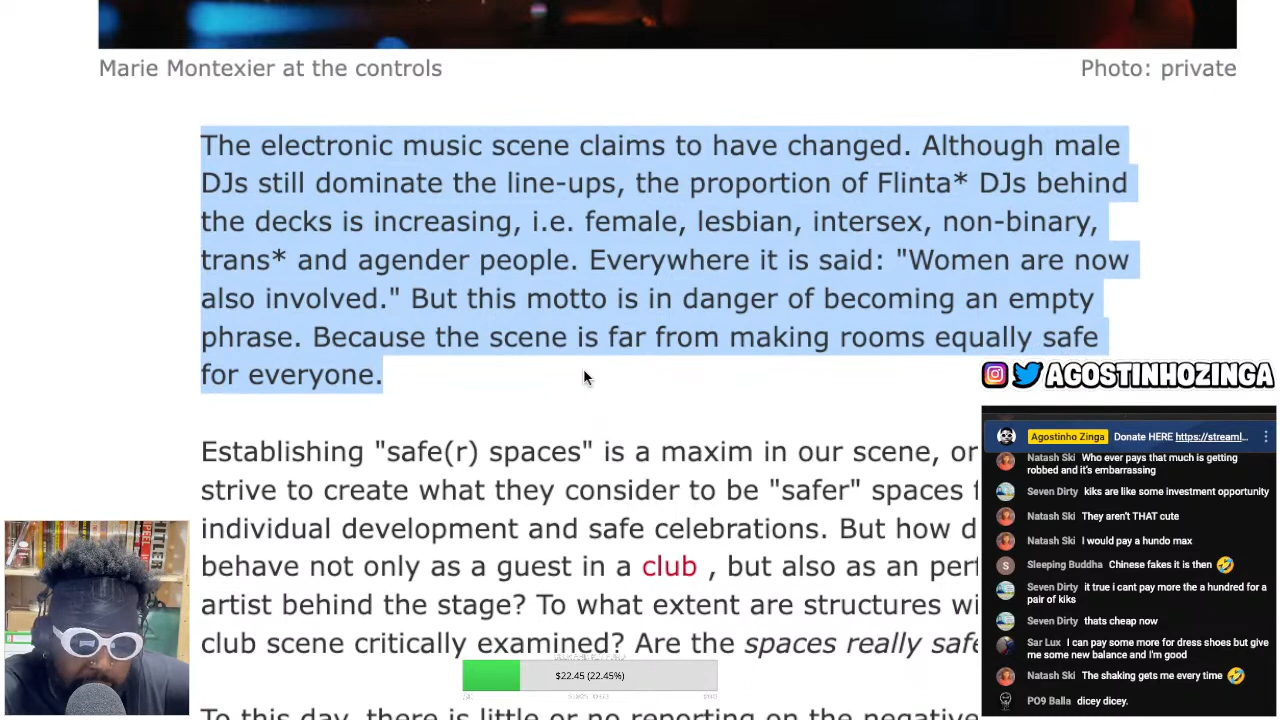 Marie Montexier at the controls
Photo: private
The electronic music scene claims to have changed. Although male
DJs still dominate the line-ups, the proportion of Flinta* DJs behind
the decks is increasing, i.e. female, lesbian, intersex, non-binary,
trans* and agender people. Everywhere it is said: "Women are now
also involved." But this motto is in danger of becoming an empty
phrase. Because the scene is far from making rooms equally safe
for everyone.
Establishing "safe(r) spaces" is a maxim in our scene, or
strive to create what they consider to be "safer" spaces f
individual development and safe celebrations. But how d
behave not only as a guest in a club , but also as an perf
artist behind the stage? To what extent are structures wi
club scene critically examined? Are the spaces really safe
To this day, there is little or no reporting on the negative
AGOSTINHOZINGA
Agostinho Zinga Donate HERE https://streaml...
Natash Ski Who ever pays that much is getting
robbed and it's embarrassing
Seven Dirty kiks are like some investment opportunity
Natash Ski They aren't THAT cute
Natash Ski I would pay a hundo max
Sleeping Buddha Chinese fakes it is then 🤣
Seven Dirty it true i cant pay more the a hundred for a
pair of kiks
Seven Dirty thats cheap now
Sar Lux I can pay some more for dress shoes but give
me some new balance and I'm good
Natash Ski The shaking gets me every time 🤣
PO9 Balla dicey dicey.
$22.45 (22.45%)